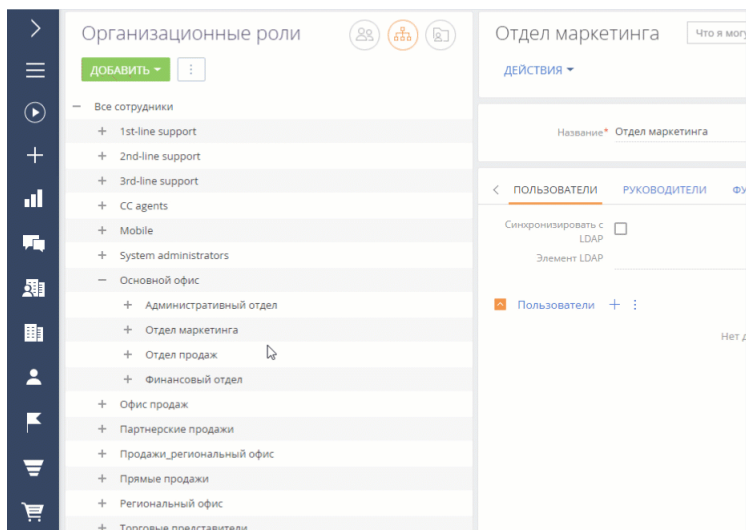 Организационные роли
ДОБАВИТЬ
Все сотрудники
1st-line support
2nd-line support
3rd-line support
CC agents
Mobile
System administrators
Основной офис
Административный отдел
Отдел маркетинга
Отдел продаж
Финансовый отдел
Офис продаж
Партнерские продажи
Продажи_региональный офис
Прямые продажи
Региональный офис
Торговые представители
Отдел маркетинга
Что я могу
ДЕЙСТВИЯ
Название* Отдел маркетинга
ПОЛЬЗОВАТЕЛИ РУКОВОДИТЕЛИ ФУ
Синхронизировать с
LDAP
Элемент LDAP
Пользователи
Нет д